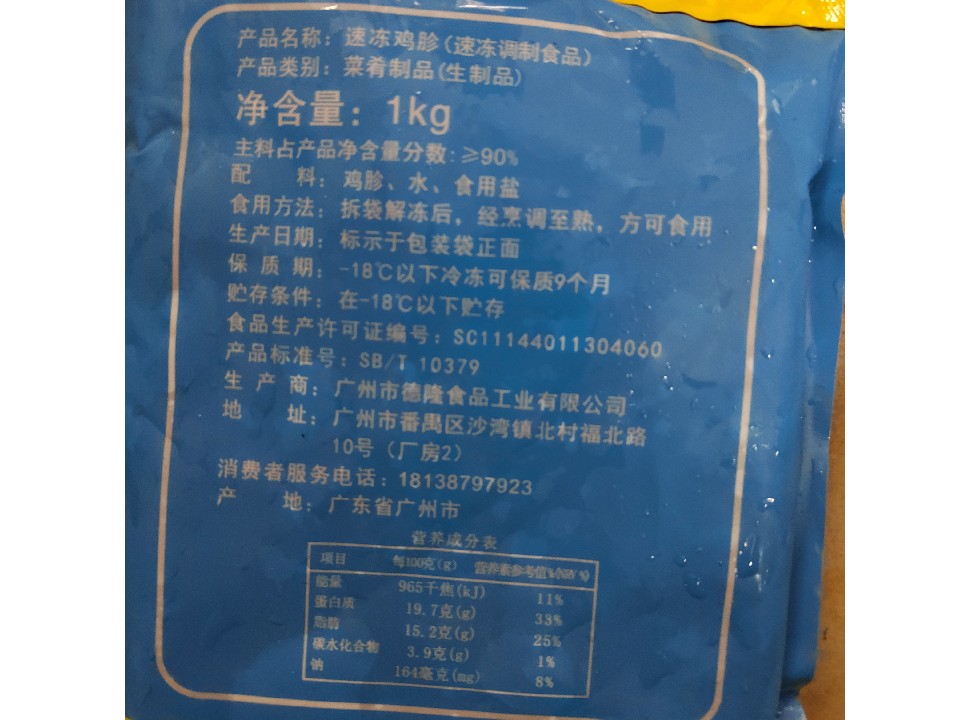 产品名称：速冻鸡胗（速冻调制食品）
产品类别：菜肴制品(生制品)
净含量：1kg
主料占产品净含量分数：≥90%
配 料：鸡胗、水、食用盐
食用方法：拆袋解冻后，经烹调至熟，方可食用
生产日期：标示于包装袋正面
保 质 期：-18℃以下冷冻可保质9个月
贮存条件：在-18℃以下贮存
食品生产许可证编号：SC11144011304060
产品标准号：SB/T 10379
生 产 商：广州市德隆食品工业有限公司
地 址：广州市番禺区沙湾镇北村福北路
10号（厂房2）
消费者服务电话：18138797923
产 地：广东省广州市
营养成分表
项目 每100克(g) 营养素参考值%(NRV%)
能量 965千焦(kJ) 11%
蛋白质 19.7克(g) 33%
脂肪 15.2克(g) 25%
碳水化合物 3.9克(g) 1%
钠 164毫克(mg) 8%